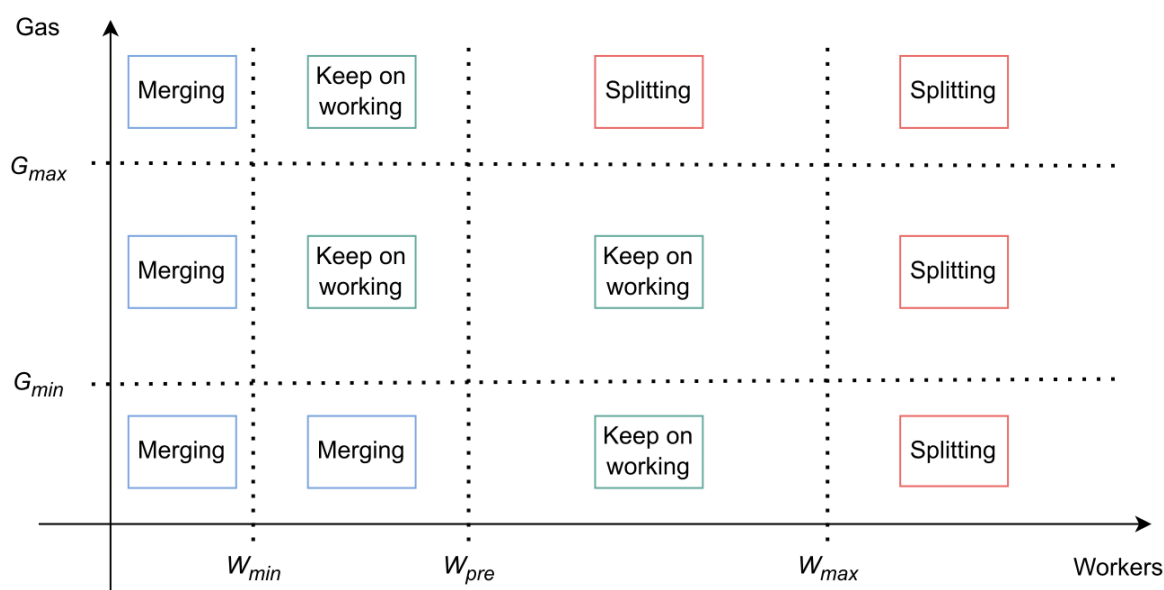 Gas
Merging
Keep on
working
Splitting
Splitting
Gmax
Merging
Keep on
working
Keep on
working
Splitting
Gmin
Merging
Merging
Keep on
working
Splitting
Wmin
Wpre
Wmax
Workers